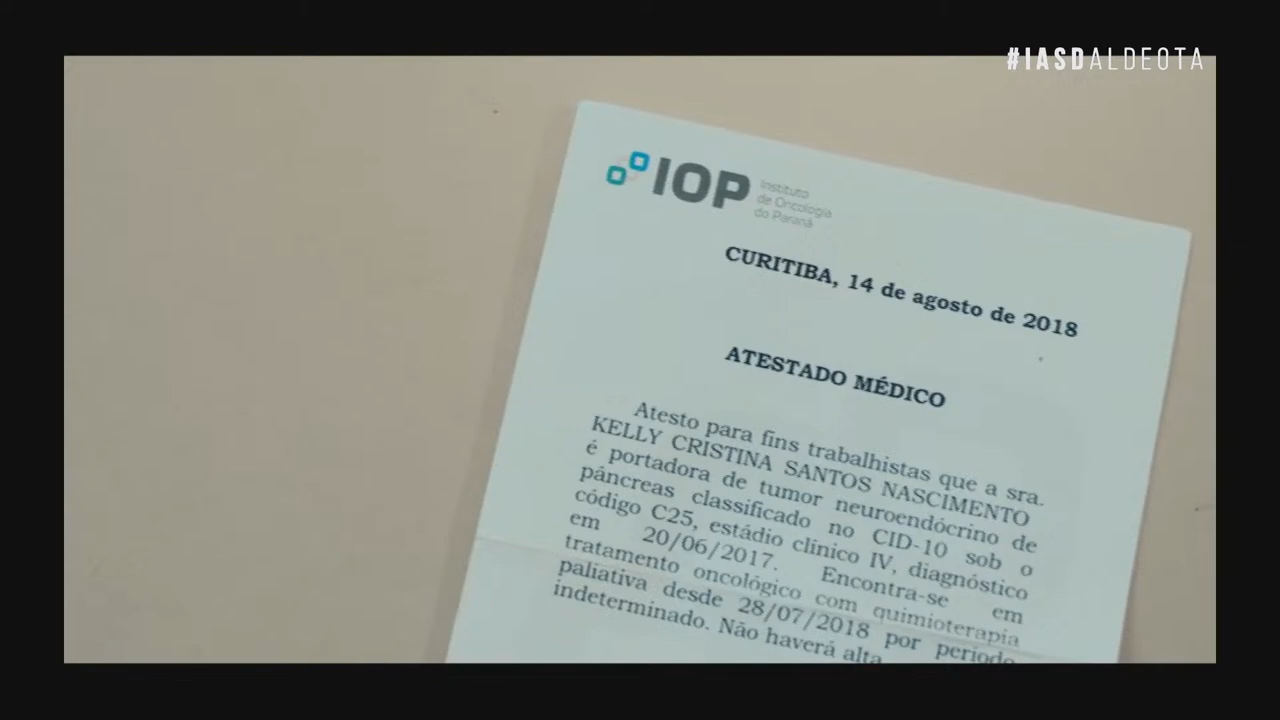 #IASDALDEOTA
IOP
Instituto
de Oncologia
do Paraná
CURITIBA, 14 de agosto de 2018
ATESTADO MÉDICO
Atesto para fins trabalhistas que a sra.
KELLY CRISTINA SANTOS NASCIMENTO
é portadora de tumor neuroendócrino de
pâncreas classificado no CID-10 sob o
código C25, estádio clínico IV, diagnóstico
em 20/06/2017. Encontra-se em
tratamento oncológico com quimioterapia
paliativa desde 28/07/2018 por período
indeterminado. Não haverá alta